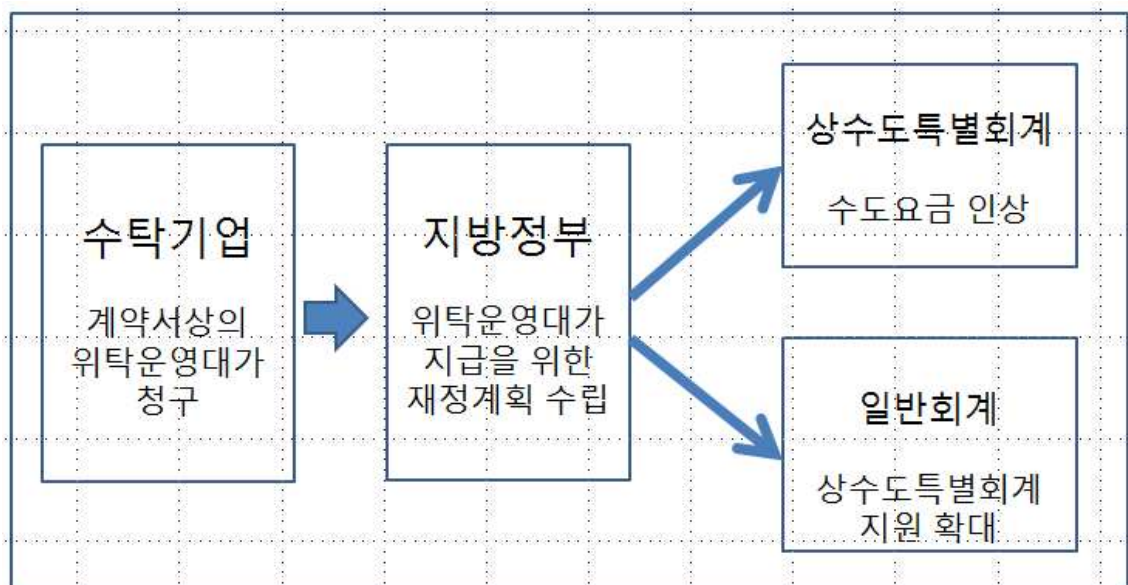 수탁기업
계약서상의
위탁운영대가
청구
지방정부
위탁운영대가
지급을 위한
재정계획 수립
상수도특별회계
수도요금 인상
일반회계
상수도특별회계
지원 확대